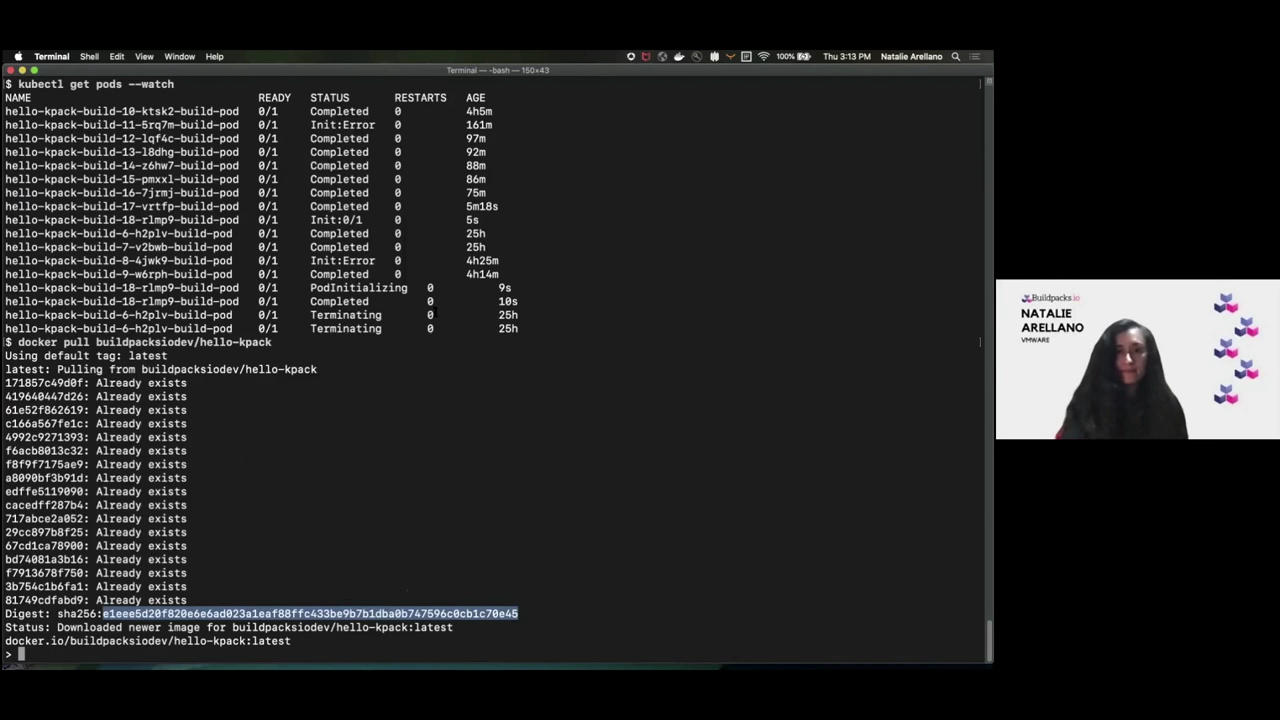 Terminal Shell Edit View Window Help 100% Thu 3:13 PM Natalie Arellano
Terminal — -bash — 150×43
$ kubectl get pods --watch
NAME READY STATUS RESTARTS AGE
hello-kpack-build-10-ktsk2-build-pod 0/1 Completed 0 4h5m
hello-kpack-build-11-5rq7m-build-pod 0/1 Init:Error 0 161m
hello-kpack-build-12-lqf4c-build-pod 0/1 Completed 0 97m
hello-kpack-build-13-l8dhg-build-pod 0/1 Completed 0 92m
hello-kpack-build-14-z6hw7-build-pod 0/1 Completed 0 88m
hello-kpack-build-15-pmxxl-build-pod 0/1 Completed 0 86m
hello-kpack-build-16-7jrmj-build-pod 0/1 Completed 0 75m
hello-kpack-build-17-vrtfp-build-pod 0/1 Completed 0 5m18s
hello-kpack-build-18-rlmp9-build-pod 0/1 Init:0/1 0 5s
hello-kpack-build-6-h2plv-build-pod 0/1 Completed 0 25h
hello-kpack-build-7-v2bwb-build-pod 0/1 Completed 0 25h
hello-kpack-build-8-4jwk9-build-pod 0/1 Init:Error 0 4h25m
hello-kpack-build-9-w6rph-build-pod 0/1 Completed 0 4h14m
hello-kpack-build-18-rlmp9-build-pod 0/1 PodInitializing 0 9s
hello-kpack-build-18-rlmp9-build-pod 0/1 Completed 0 10s
hello-kpack-build-6-h2plv-build-pod 0/1 Terminating 0 25h
hello-kpack-build-6-h2plv-build-pod 0/1 Terminating 0 25h
$ docker pull buildpacksiodev/hello-kpack
Using default tag: latest
latest: Pulling from buildpacksiodev/hello-kpack
171857c49d0f: Already exists
419640447d26: Already exists
61e52f862619: Already exists
c166a567fe1c: Already exists
4992c9271393: Already exists
f6acb8013c32: Already exists
f8f9f7175ae9: Already exists
a8090bf3b91d: Already exists
edffe5119090: Already exists
cacedff287b4: Already exists
717abce2a052: Already exists
29cc897b8f25: Already exists
67cd1ca78900: Already exists
bd74081a3b16: Already exists
f7913678f750: Already exists
3b754c1b6fa1: Already exists
81749cdfabd9: Already exists
Digest: sha256:e1eee5d20f820e6e6ad023a1eaf88ffc433be9b7b1dba0b747596c0cb1c70e45
Status: Downloaded newer image for buildpacksiodev/hello-kpack:latest
docker.io/buildpacksiodev/hello-kpack:latest
>
Buildpacks.io
NATALIE
ARELLANO
VMWARE